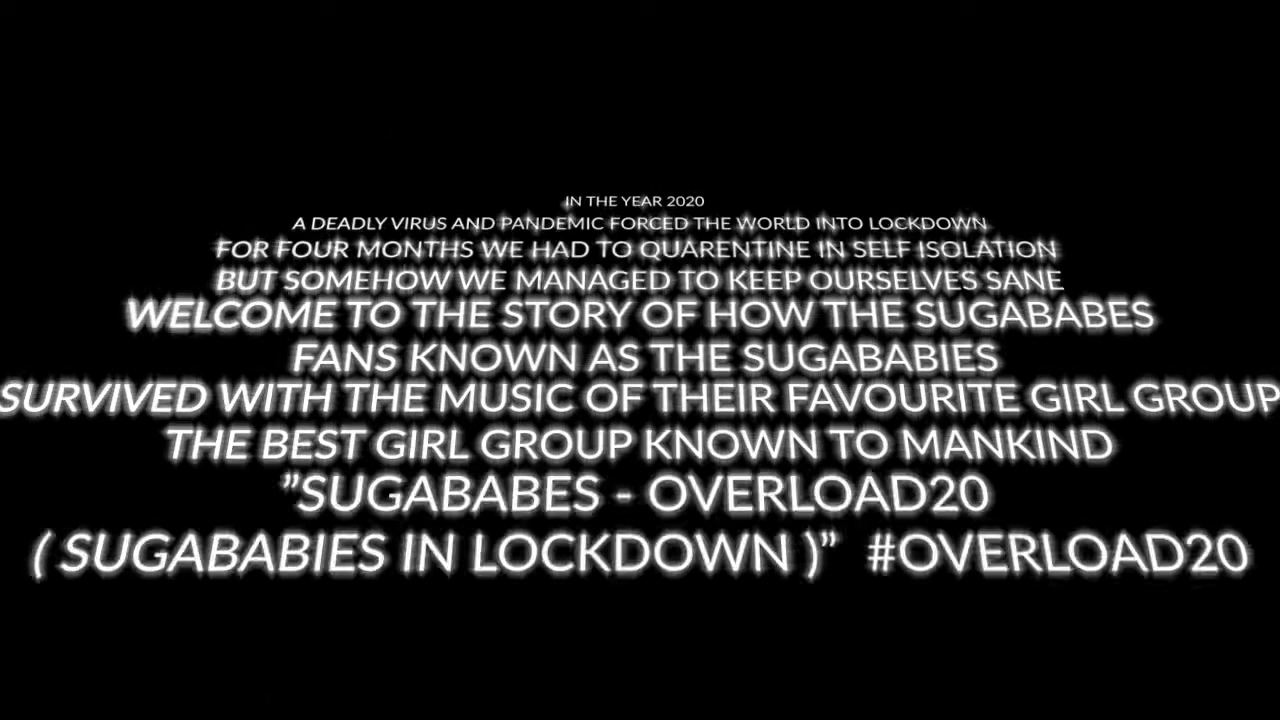 IN THE YEAR 2020
A DEADLY VIRUS AND PANDEMIC FORCED THE WORLD INTO LOCKDOWN
FOR FOUR MONTHS WE HAD TO QUARENTINE IN SELF ISOLATION
BUT SOMEHOW WE MANAGED TO KEEP OURSELVES SANE
WELCOME TO THE STORY OF HOW THE SUGABABES
FANS KNOWN AS THE SUGABABIES
SURVIVED WITH THE MUSIC OF THEIR FAVOURITE GIRL GROUP
THE BEST GIRL GROUP KNOWN TO MANKIND
”SUGABABES - OVERLOAD20
( SUGABABIES IN LOCKDOWN )” #OVERLOAD20